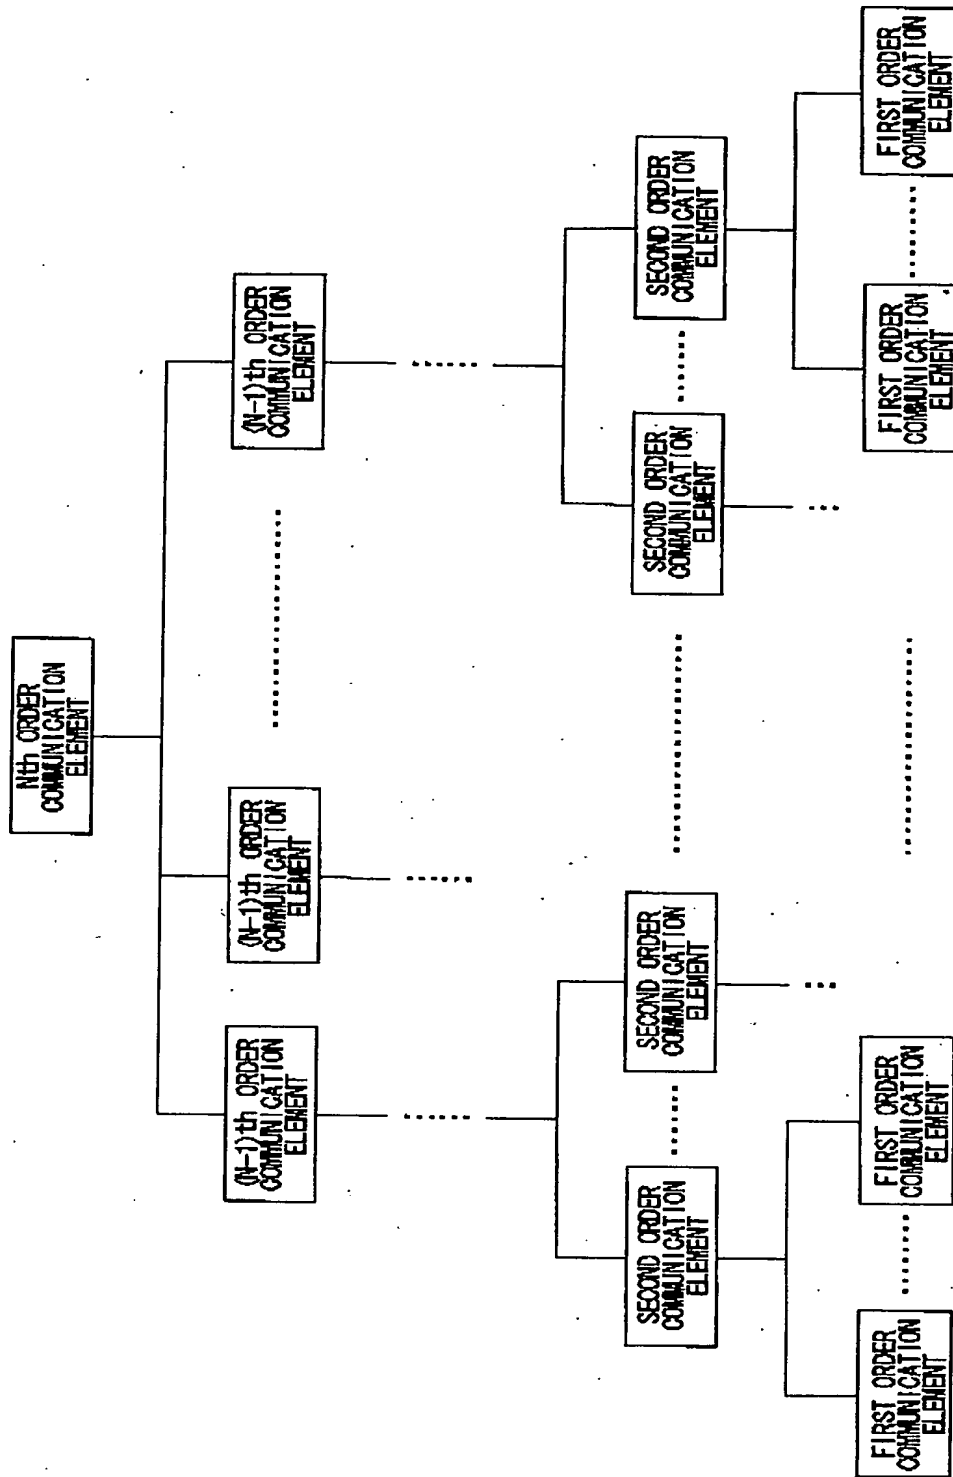 Nth ORDER
COMMUNICATION
ELEMENT
(N-1)th ORDER
COMMUNICATION
ELEMENT
(N-1)th ORDER
COMMUNICATION
ELEMENT
(N-1)th ORDER
COMMUNICATION
ELEMENT
SECOND ORDER
COMMUNICATION
ELEMENT
SECOND ORDER
COMMUNICATION
ELEMENT
SECOND ORDER
COMMUNICATION
ELEMENT
SECOND ORDER
COMMUNICATION
ELEMENT
FIRST ORDER
COMMUNICATION
ELEMENT
FIRST ORDER
COMMUNICATION
ELEMENT
FIRST ORDER
COMMUNICATION
ELEMENT
FIRST ORDER
COMMUNICATION
ELEMENT